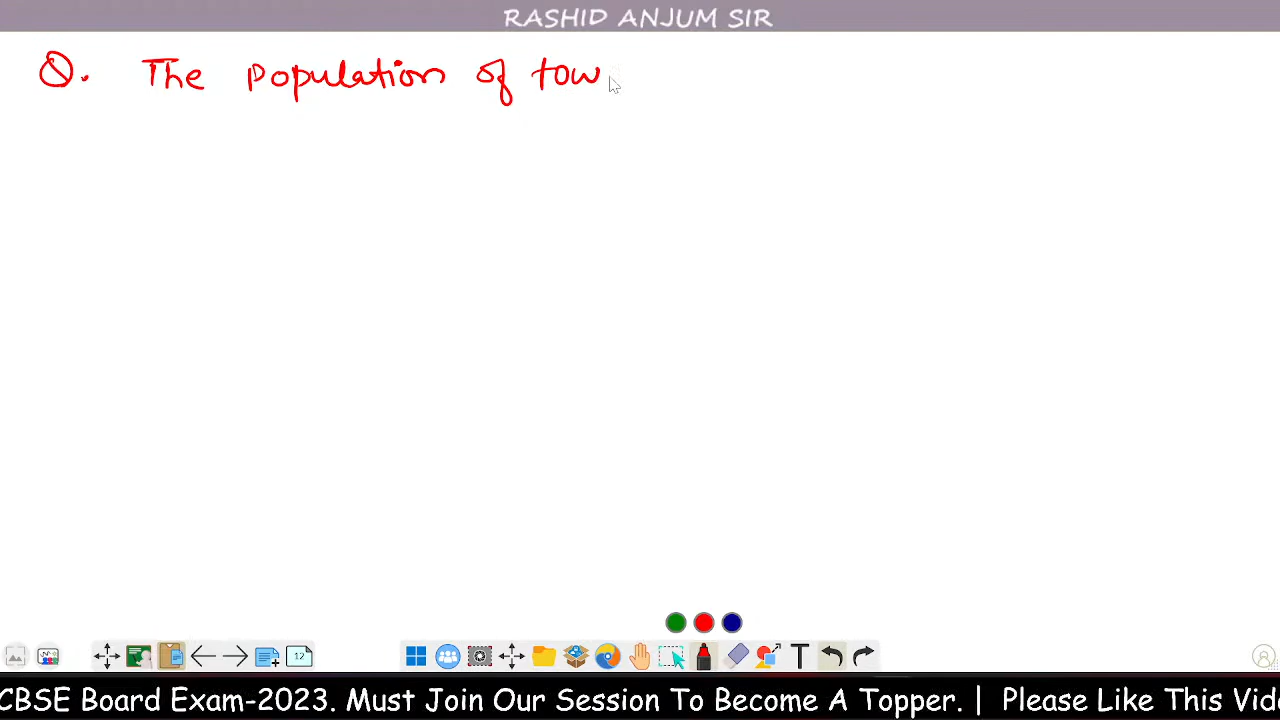 RASHID ANJUM SIR
Q. The population of tow
12
CBSE Board Exam-2023. Must Join Our Session To Become A Topper. | Please Like This Vid